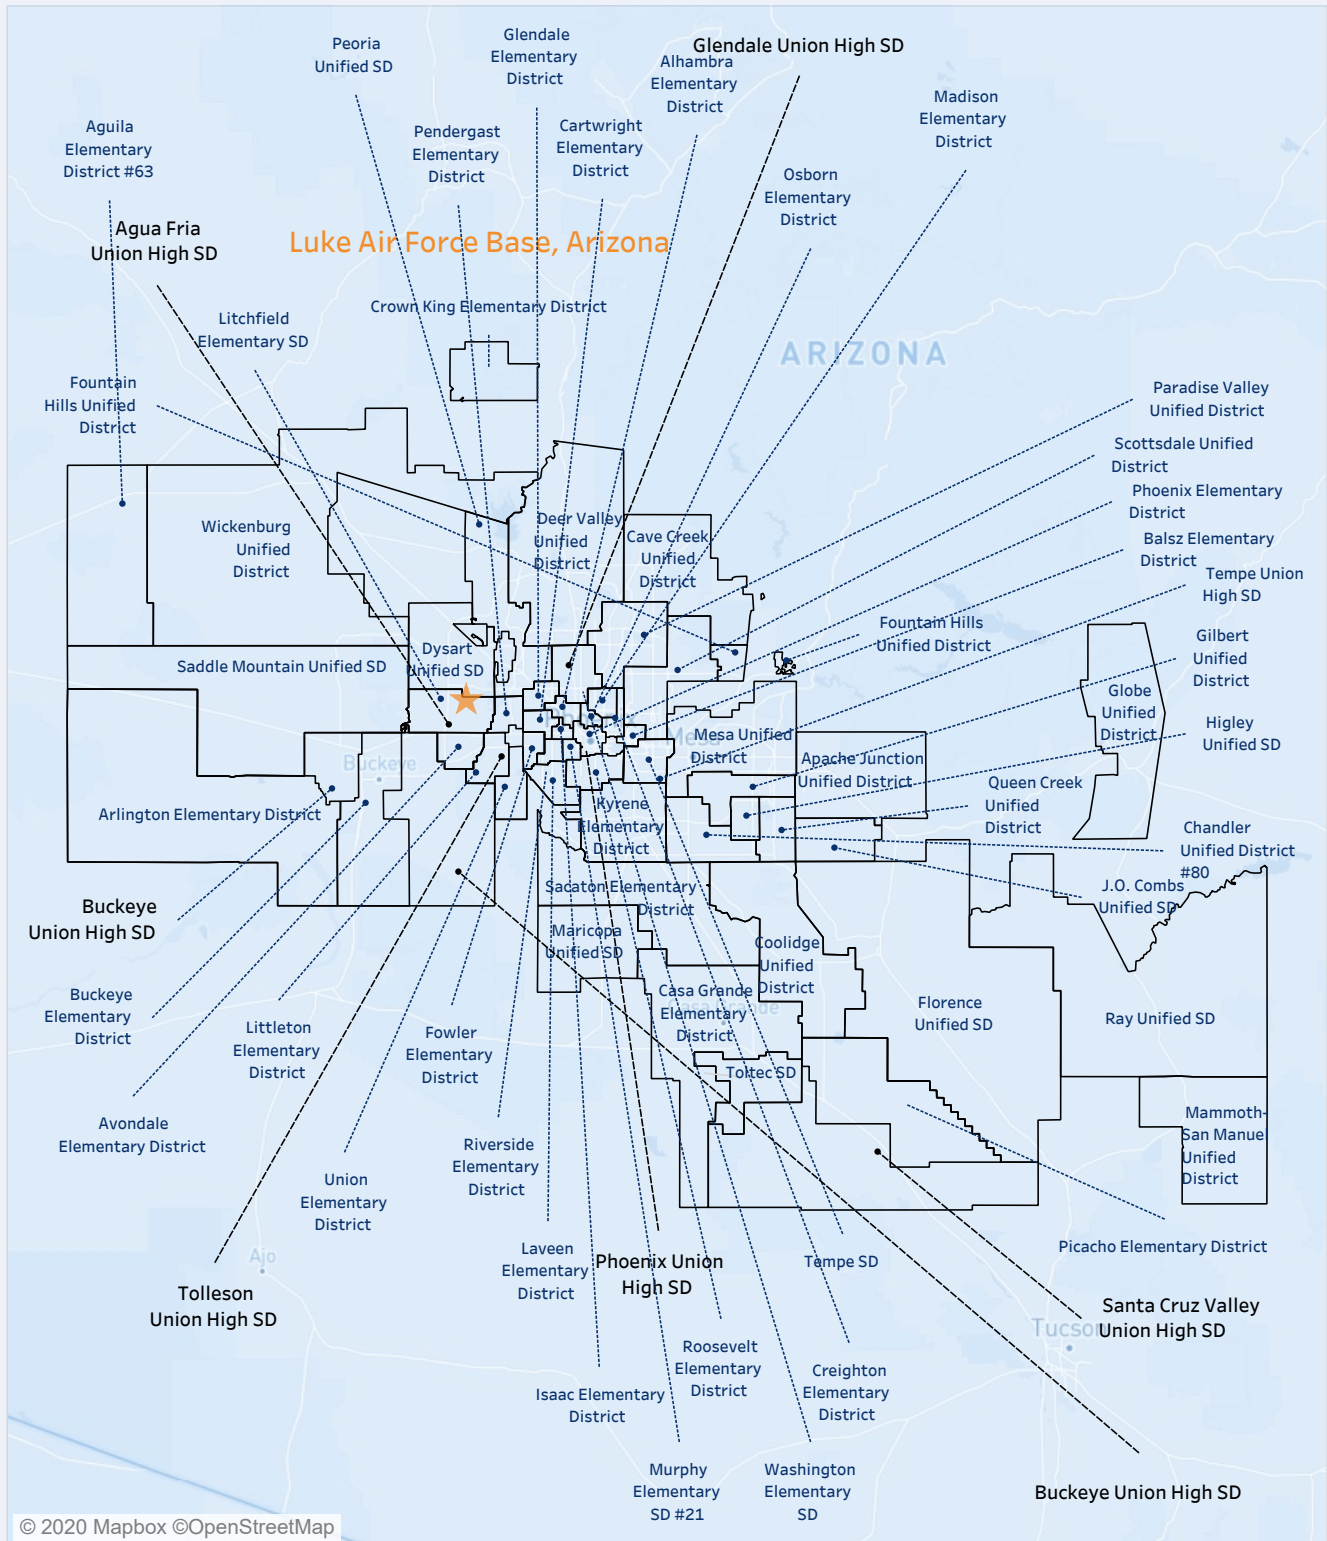 Peoria
Unified SD
Glendale
Elementary
District
Glendale Union High SD
Alhambra
Elementary
District
Madison
Elementary
District
Aguila
Elementary
District #63
Pendergast
Elementary
District
Cartwright
Elementary
District
Osborn
Elementary
District
Agua Fria
Union High SD
Luke Air Force Base, Arizona
Crown King Elementary District
Litchfield
Elementary SD
ARIZONA
Fountain
Hills Unified
District
Paradise Valley
Unified District
Scottsdale Unified
District
Phoenix Elementary
District
Balsz Elementary
District
Tempe Union
High SD
Wickenburg
Unified
District
Deer Valley
Unified
District
Cave Creek
Unified
District
Fountain Hills
Unified District
Gilbert
Unified
District
Saddle Mountain Unified SD
Dysart
Unified SD
Globe
Unified
District
Higley
Unified SD
Phoenix
Mesa
Mesa Unified
District
Buckeye
Apache Junction
Unified District
Queen Creek
Unified
District
Arlington Elementary District
Kyrene
Elementary
District
Chandler
Unified District
#80
J.O. Combs
Unified SD
Sacaton Elementary
District
Buckeye
Union High SD
Maricopa
Unified SD
Coolidge
Unified
District
Casa Grande
Elementary
District
Casa Grande
Florence
Unified SD
Ray Unified SD
Buckeye
Elementary
District
Littleton
Elementary
District
Fowler
Elementary
District
Toltec SD
Avondale
Elementary District
Mammoth-
San Manuel
Unified
District
Riverside
Elementary
District
Union
Elementary
District
Picacho Elementary District
Ajo
Laveen
Elementary
District
Phoenix Union
High SD
Tempe SD
Tolleson
Union High SD
Santa Cruz Valley
Union High SD
Tucson
Roosevelt
Elementary
District
Creighton
Elementary
District
Isaac Elementary
District
Murphy
Elementary
SD #21
Washington
Elementary
SD
Buckeye Union High SD
© 2020 Mapbox ©OpenStreetMap